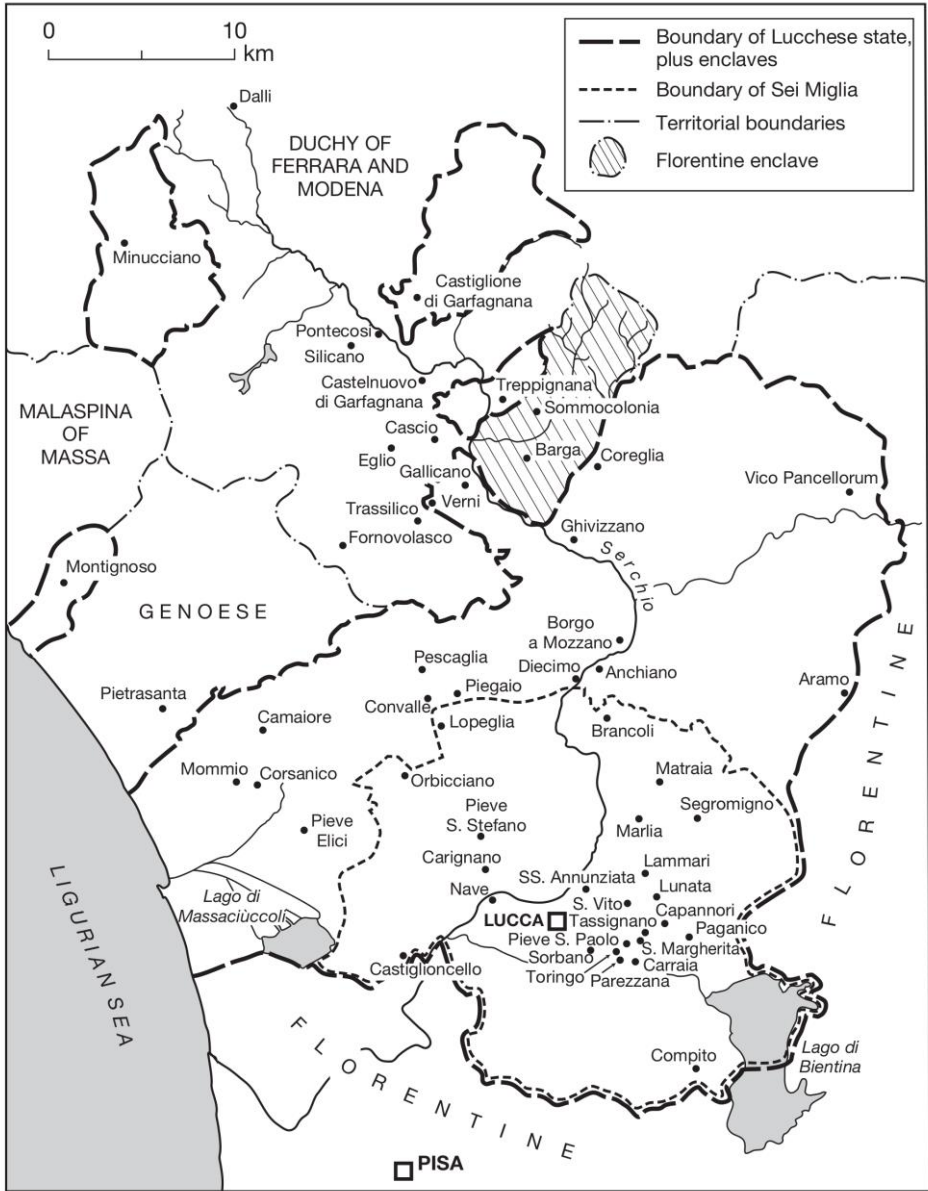 0
10
km
Boundary of Lucchese state,
plus enclaves
Boundary of Sei Miglia
Territorial boundaries
Florentine enclave
Dalli
DUCHY OF
FERRARA AND
MODENA
Minucciano
Castiglione
di Garfagnana
Pontecosi
Silicano
Castelnuovo
di Garfagnana
Treppignana
Sommocolonia
MALASPINA
OF
MASSA
Cascio
Eglio
Barga
Coreglia
Gallicano
Verni
Vico Pancellorum
Trassilico
Fornovolasco
Ghivizzano
Serchio
Montignoso
GENOESE
Borgo
a Mozzano
Pescaglia
Diecimo
Anchiano
Aramo
Piegaio
Pietrasanta
Convalle
Lopeglia
Camaiore
Brancoli
FLORENTINE
Mommio
Corsanico
Orbicciano
Matraia
Segromigno
Pieve
S. Stefano
Pieve
Elici
Marlia
Carignano
Lammari
SS. Annunziata
Lunata
Nave
S. Vito
Capannori
LIGURIAN SEA
Lago di
Massaciùccoli
LUCCA
Tassignano
Paganico
Pieve S. Paolo
S. Margherita
Sorbano
Castiglioncello
Toringo
Carraia
Parezzana
FLORENTINE
Compito
Lago di
Bientina
PISA